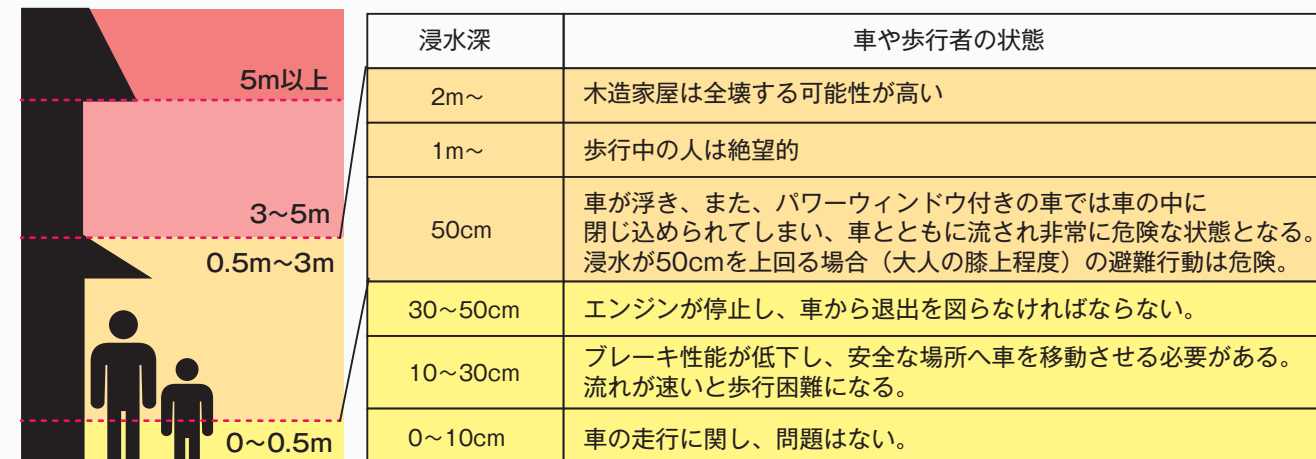 5m以上
3～5m
0.5m～3m
0～0.5m
浸水深 車や歩行者の状態
2m～ 木造家屋は全壊する可能性が高い
1m～ 歩行中の人は絶望的
50cm 車が浮き、また、パワーウィンドウ付きの車では車の中に
閉じ込められてしまい、車とともに流され非常に危険な状態となる。
浸水が50cmを上回る場合（大人の膝上程度）の避難行動は危険。
30～50cm エンジンが停止し、車から退出を図らなければならない。
10～30cm ブレーキ性能が低下し、安全な場所へ車を移動させる必要がある。
流れが速いと歩行困難になる。
0～10cm 車の走行に関し、問題はない。